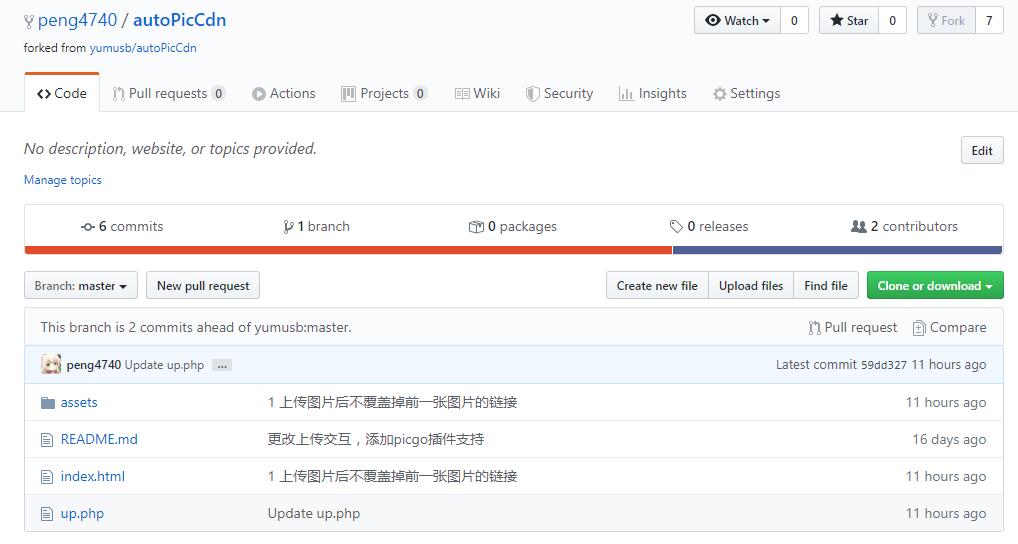 peng4740 / autoPicCdn Watch 0 Star 0 Fork 7
forked from yumusb/autoPicCdn
Code Pull requests 0 Actions Projects 0 Wiki Security Insights Settings
No description, website, or topics provided. Edit
Manage topics
6 commits 1 branch 0 packages 0 releases 2 contributors
Branch: master New pull request Create new file Upload files Find file Clone or download
This branch is 2 commits ahead of yumusb:master. Pull request Compare
peng4740 Update up.php ... Latest commit 59dd327 11 hours ago
assets 1 上传图片后不覆盖掉前一张图片的链接 11 hours ago
README.md 更改上传交互，添加picgo插件支持 16 days ago
index.html 1 上传图片后不覆盖掉前一张图片的链接 11 hours ago
up.php Update up.php 11 hours ago